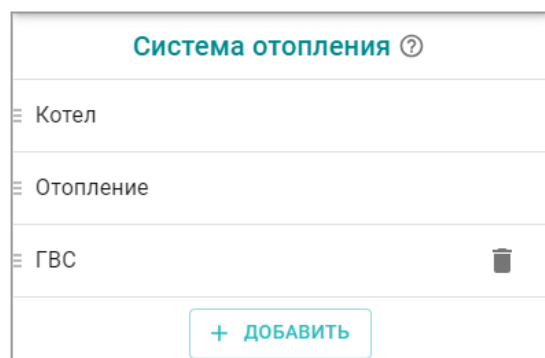 Система отопления
Котел
Отопление
ГВС
+ ДОБАВИТЬ